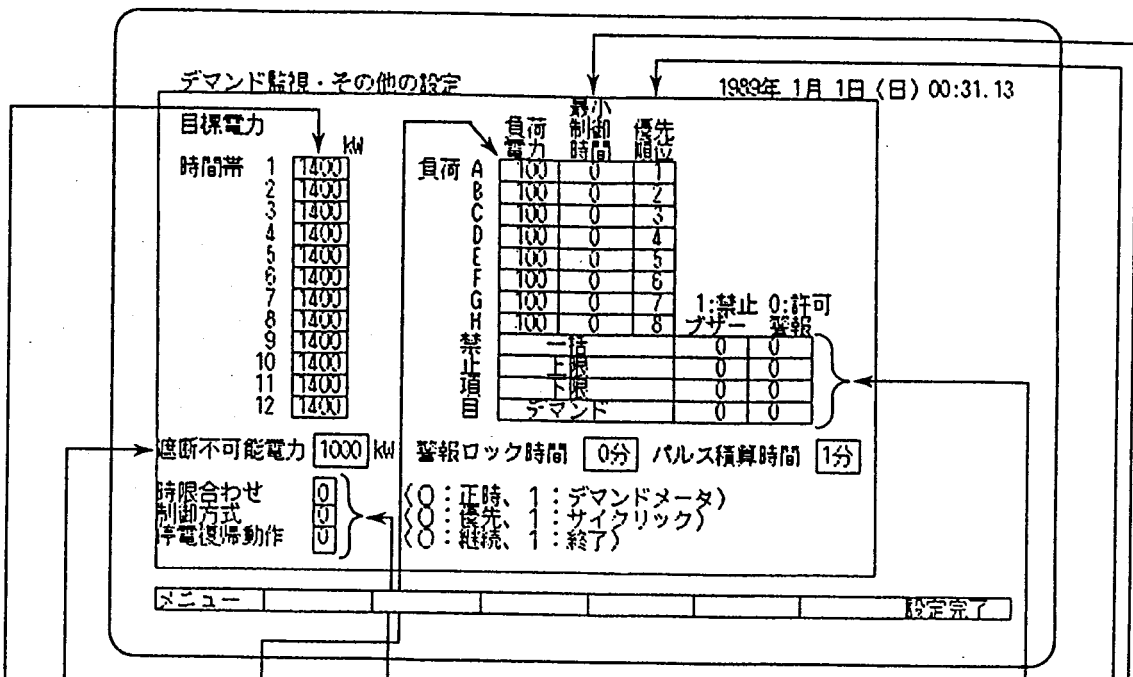 デマンド監視・その他の設定 1989年 1月 1日(日) 00:31.13
目標電力
kW
時間帯 1 1400
2 1400
3 1400
4 1400
5 1400
6 1400
7 1400
8 1400
9 1400
10 1400
11 1400
12 1400
負荷電力 最小制御時間 優先順位
負荷 A 100 0 1
B 100 0 2
C 100 0 3
D 100 0 4
E 100 0 5
F 100 0 6
G 100 0 7
H 100 0 8
1:禁止 0:許可
ブザー 警報
禁止項目
一括 0 0
上限 0 0
下限 0 0
デマンド 0 0
遮断不可能電力 1000 kW 警報ロック時間 0分 パルス積算時間 1分
時限合わせ 0 (0:正時、1:デマンドメータ)
制御方式 0 (0:優先、1:サイクリック)
停電復帰動作 0 (0:継続、1:終了)
メニュー 設定完了